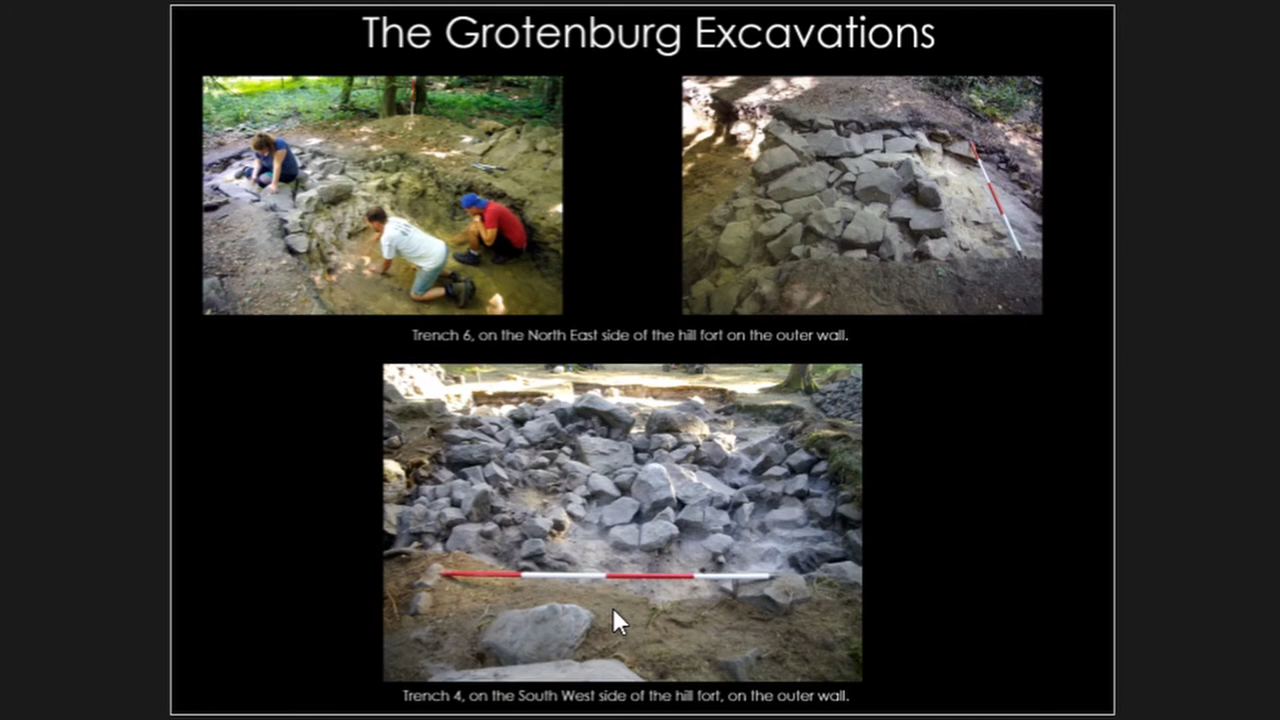 The Grotenburg Excavations
Trench 6, on the North East side of the hill fort on the outer wall.
Trench 4, on the South West side of the hill fort, on the outer wall.